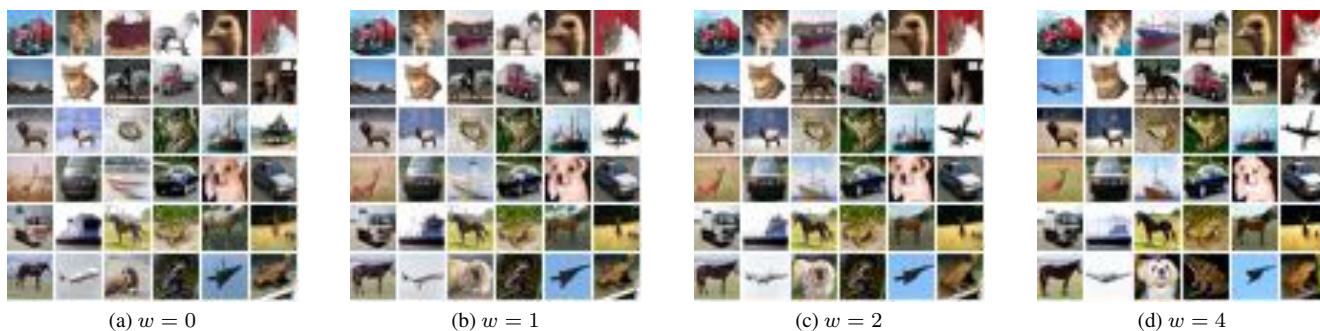 (a) w = 0
(b) w = 1
(c) w = 2
(d) w = 4